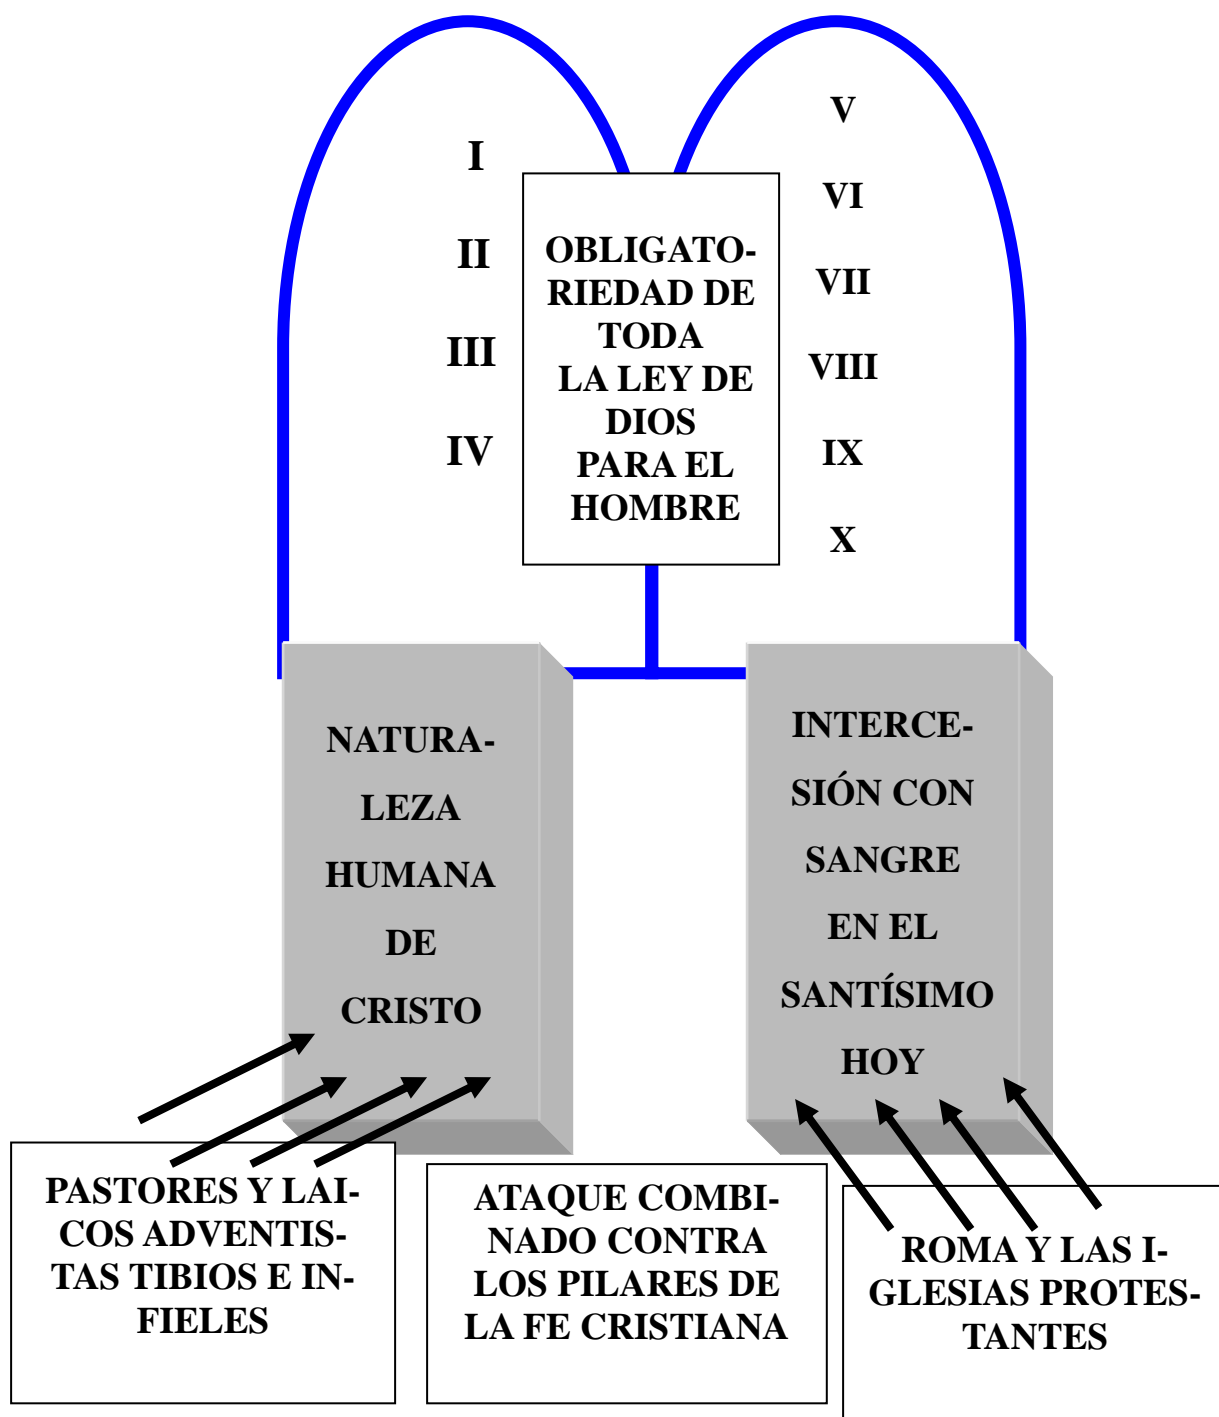 I
II
III
IV
OBLIGATO-
RIEDAD DE
TODA
LA LEY DE
DIOS
PARA EL
HOMBRE
V
VI
VII
VIII
IX
X
NATURA-
LEZA
HUMANA
DE
CRISTO
INTERCE-
SIÓN CON
SANGRE
EN EL
SANTÍSIMO
HOY
PASTORES Y LAI-
COS ADVENTIS-
TAS TIBIOS E IN-
FIELES
ATAQUE COMBI-
NADO CONTRA
LOS PILARES DE
LA FE CRISTIANA
ROMA Y LAS I-
GLESIAS PROTES-
TANTES